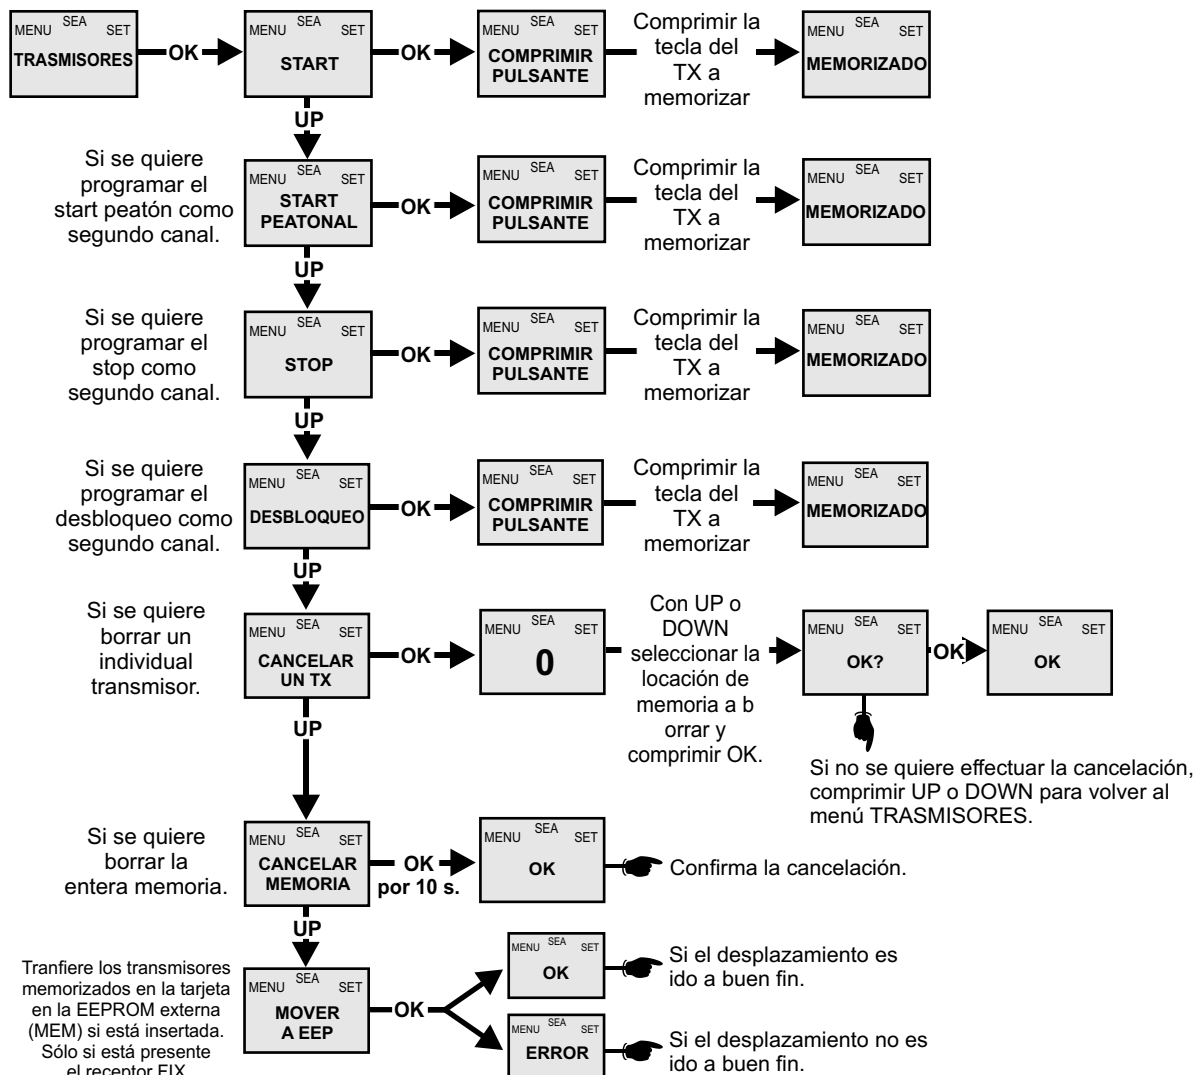 MENU SEA SET
TRASMISORES
OK
MENU SEA SET
START
OK
MENU SEA SET
COMPRIMIR
PULSANTE
Comprimir la
tecla del
TX a
memorizar
MENU SEA SET
MEMORIZADO
UP
Si se quiere
programar el
start peatón como
segundo canal.
MENU SEA SET
START
PEATONAL
OK
MENU SEA SET
COMPRIMIR
PULSANTE
Comprimir la
tecla del
TX a
memorizar
MENU SEA SET
MEMORIZADO
UP
Si se quiere
programar el
stop como
segundo canal.
MENU SEA SET
STOP
OK
MENU SEA SET
COMPRIMIR
PULSANTE
Comprimir la
tecla del
TX a
memorizar
MENU SEA SET
MEMORIZADO
UP
Si se quiere
programar el
desbloqueo como
segundo canal.
MENU SEA SET
DESBLOQUEO
OK
MENU SEA SET
COMPRIMIR
PULSANTE
Comprimir la
tecla del
TX a
memorizar
MENU SEA SET
MEMORIZADO
UP
Si se quiere
borrar un
individual
transmisor.
MENU SEA SET
CANCELAR
UN TX
OK
MENU SEA SET
0
Con UP o
DOWN
seleccionar la
locación de
memoria a b
orrar y
comprimir OK.
MENU SEA SET
OK?
OK
MENU SEA SET
OK
Si no se quiere effectuar la cancelación,
comprimir UP o DOWN para volver al
menú TRASMISORES.
UP
Si se quiere
borrar la
entera memoria.
MENU SEA SET
CANCELAR
MEMORIA
OK
por 10 s.
MENU SEA SET
OK
Confirma la cancelación.
UP
Tranfiere los transmisores
memorizados en la tarjeta
en la EEPROM externa
(MEM) si está insertada.
Sólo si está presente
el receptor FIX
MENU SEA SET
MOVER
A EEP
OK
MENU SEA SET
OK
Si el desplazamiento es
ido a buen fin.
MENU SEA SET
ERROR
Si el desplazamiento no es
ido a buen fin.